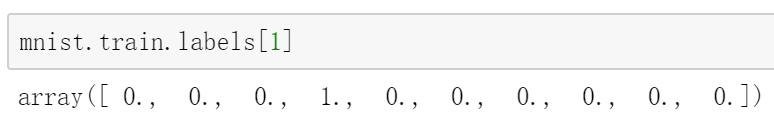 mnist.train.labels[1]
array([ 0.,  0.,  0.,  1.,  0.,  0.,  0.,  0.,  0.,  0.])